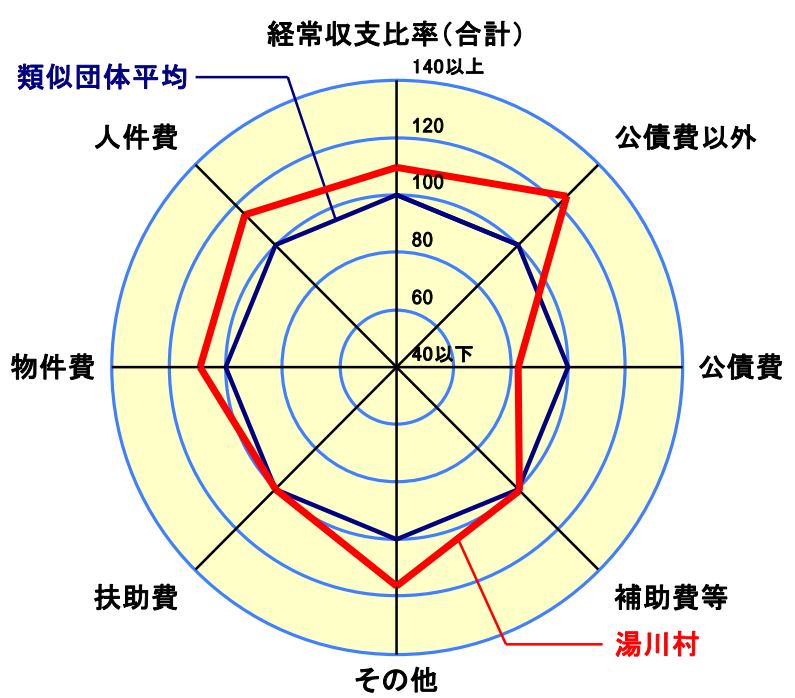 経常収支比率(合計)
140以上
類似団体平均
120
人件費
公債費以外
100
80
60
40以下
物件費
公債費
扶助費
補助費等
湯川村
その他